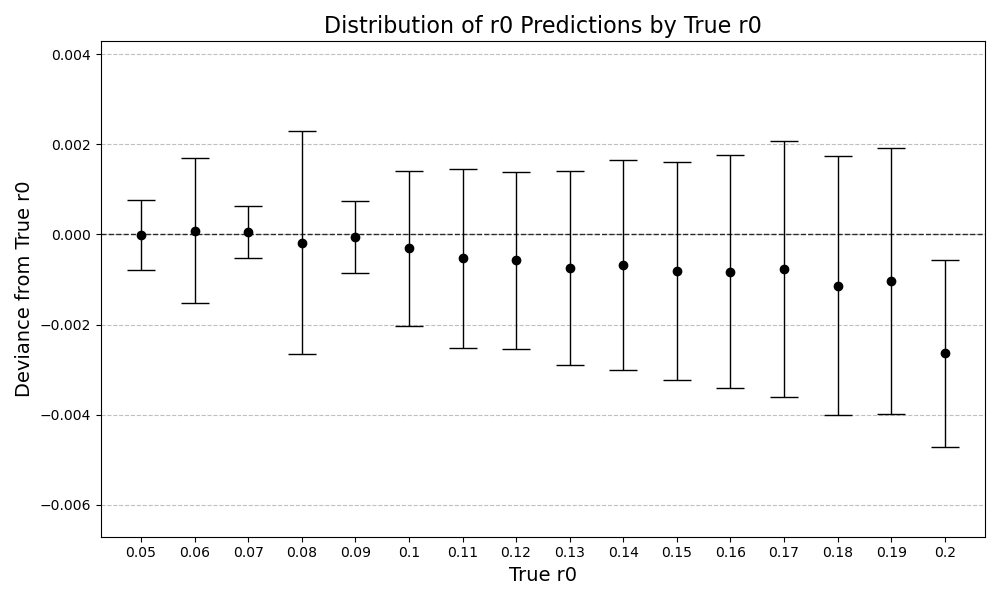 Distribution of r0 Predictions by True r0
Deviance from True r0
0.004
0.002
0.000
−0.002
−0.004
−0.006
0.05 0.06 0.07 0.08 0.09 0.1 0.11 0.12 0.13 0.14 0.15 0.16 0.17 0.18 0.19 0.2
True r0